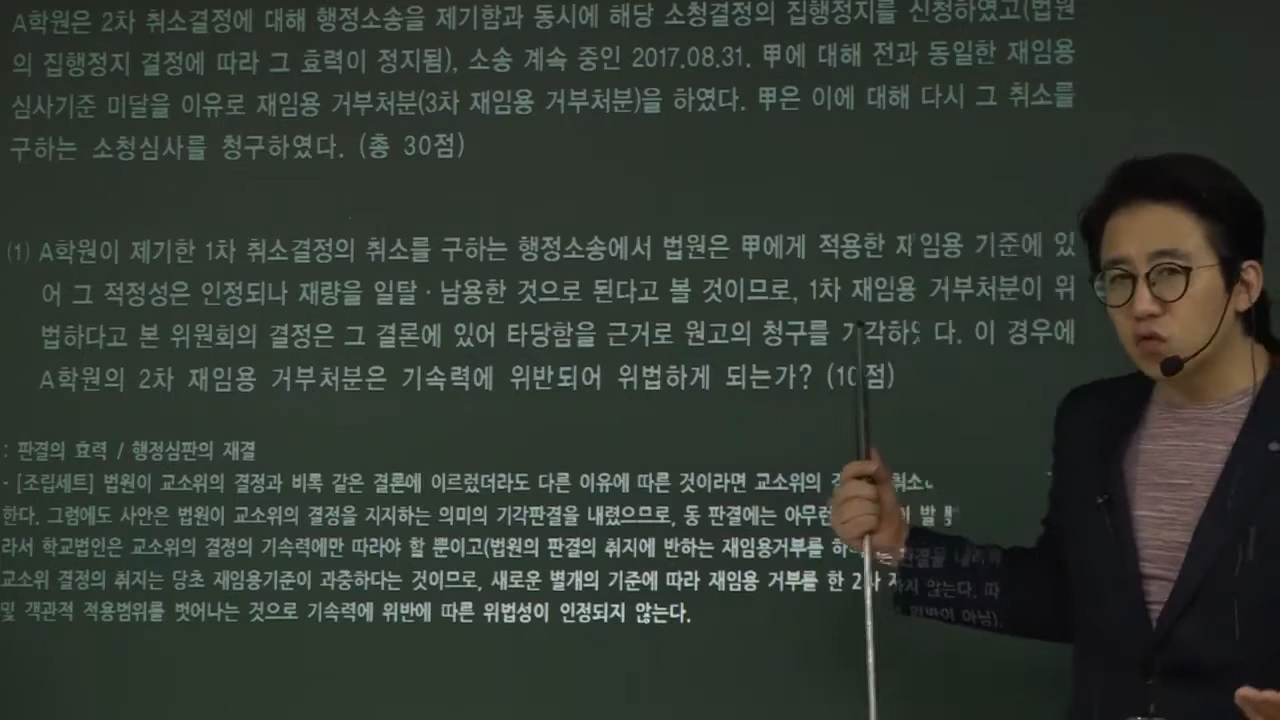 A학원은 2차 취소결정에 대해 행정소송을 제기함과 동시에 해당 소청결정의 집행정지를 신청하였고(법원
의 집행정지 결정에 따라 그 효력이 정지됨), 소송 계속 중인 2017.08.31. 甲에 대해 전과 동일한 재임용
심사기준 미달을 이유로 재임용 거부처분(3차 재임용 거부처분)을 하였다. 甲은 이에 대해 다시 그 취소를
구하는 소청심사를 청구하였다. (총 30점)
(1) A학원이 제기한 1차 취소결정의 취소를 구하는 행정소송에서 법원은 甲에게 적용한 재임용 기준에 있
어 그 적정성은 인정되나 재량을 일탈·남용한 것으로 된다고 볼 것이므로, 1차 재임용 거부처분이 위
법하다고 본 위원회의 결정은 그 결론에 있어 타당함을 근거로 원고의 청구를 기각하였다. 이 경우에
A학원의 2차 재임용 거부처분은 기속력에 위반되어 위법하게 되는가? (10점)
: 판결의 효력 / 행정심판의 재결
- [조립세트] 법원이 교소위의 결정과 비록 같은 결론에 이르렀더라도 다른 이유에 따른 것이라면 교소위의
한다. 그럼에도 사안은 법원이 교소위의 결정을 지지하는 의미의 기각판결을 내렸으므로, 동 판결에는
라서 학교법인은 교소위의 결정의 기속력에만 따라야 할 뿐이고(법원의 판결의 취지에 반하는 재임용거부를
교소위 결정의 취지는 당초 재임용기준이 과중하다는 것이므로, 새로운 별개의 기준에 따라 재임용 거부를 한
및 객관적 적용범위를 벗어나는 것으로 기속력에 위반에 따른 위법성이 인정되지 않는다.